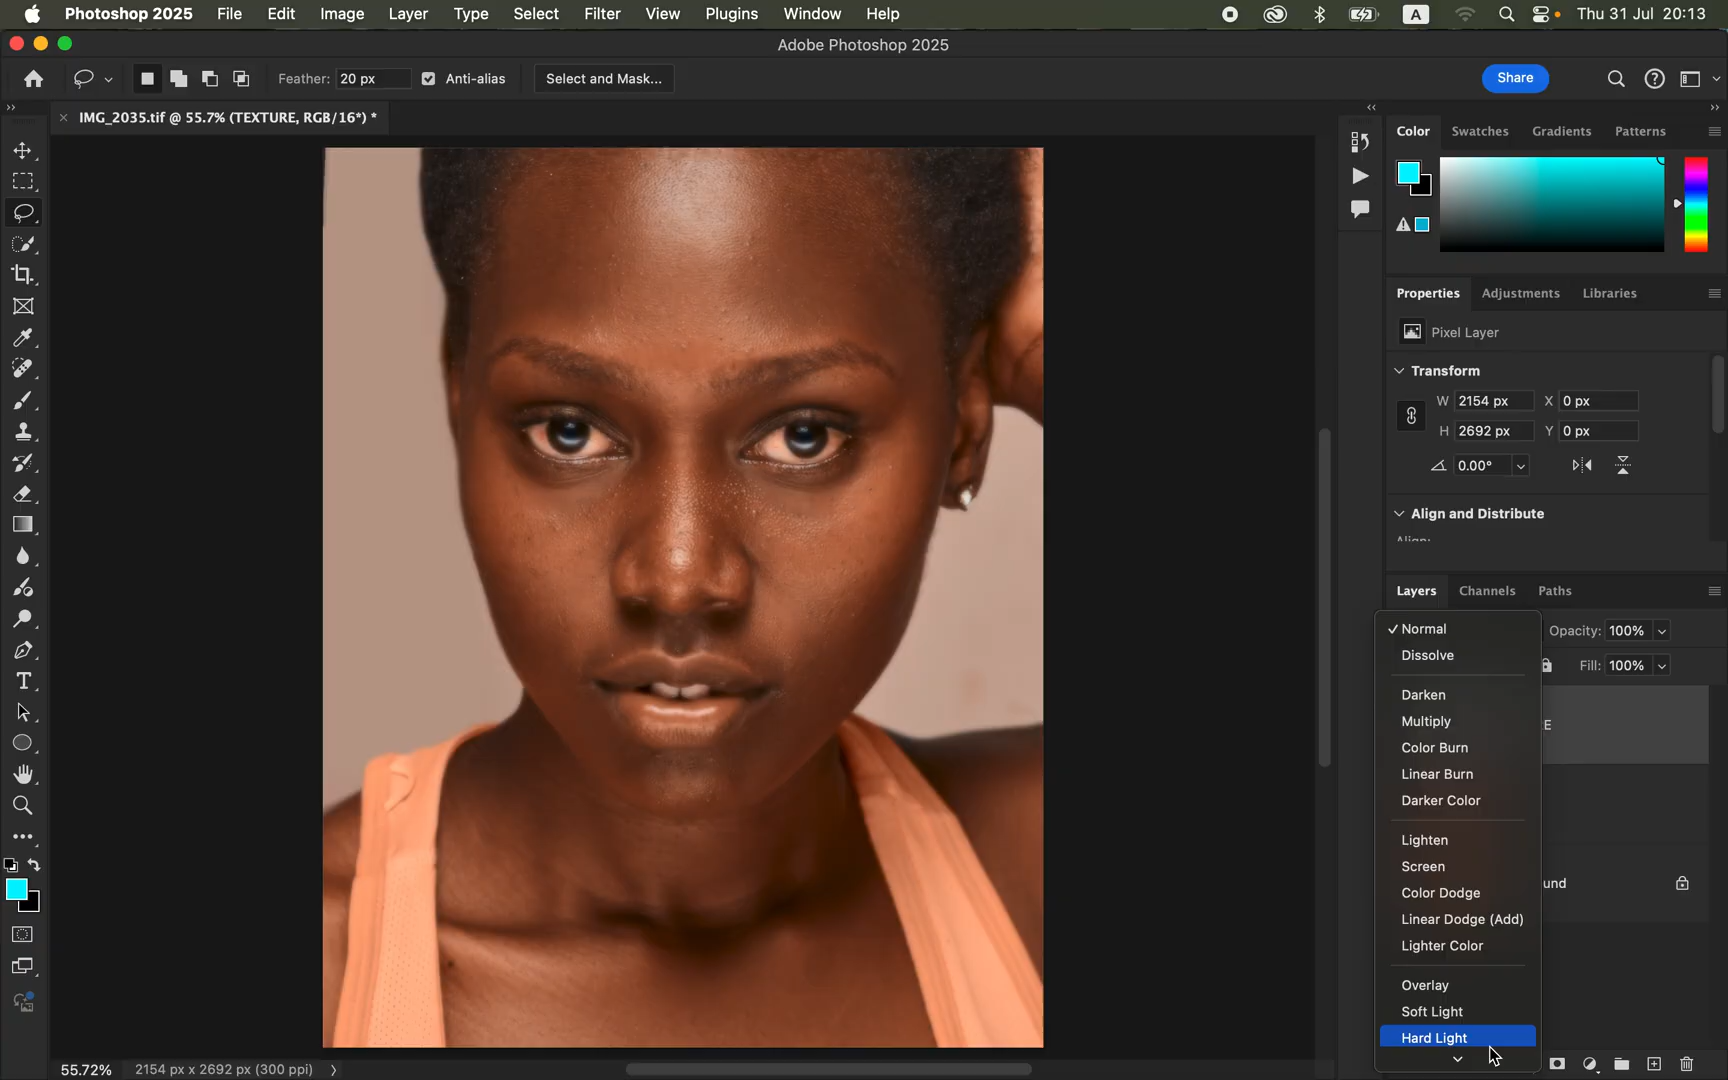 Photoshop 2025 File Edit Image Layer Type Select Filter View Plugins Window Help A Thu 31 Jul 20:13
Adobe Photoshop 2025
Feather: 20 px Anti-alias Select and Mask... Share
IMG_2035.tif @ 55.7% (TEXTURE, RGB/16*) *
Color Swatches Gradients Patterns
Properties Adjustments Libraries
Pixel Layer
Transform
W 2154 px X 0 px
H 2692 px Y 0 px
0.00°
Align and Distribute
Align:
Layers Channels Paths
Normal Opacity: 100%
Dissolve
Fill: 100%
Darken
Multiply E
Color Burn
Linear Burn
Darker Color
Lighten
Screen
Color Dodge und
Linear Dodge (Add)
Lighter Color
Overlay
Soft Light
Hard Light
55.72% 2154 px x 2692 px (300 ppi)